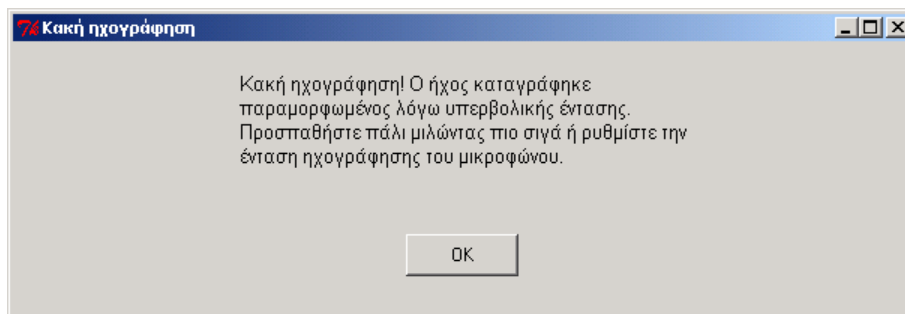 Κακή ηχογράφηση
Κακή ηχογράφηση! Ο ήχος καταγράφηκε
παραμορφωμένος λόγω υπερβολικής έντασης.
Προσπαθήστε πάλι μιλώντας πιο σιγά ή ρυθμίστε την
ένταση ηχογράφησης του μικροφώνου.
OK